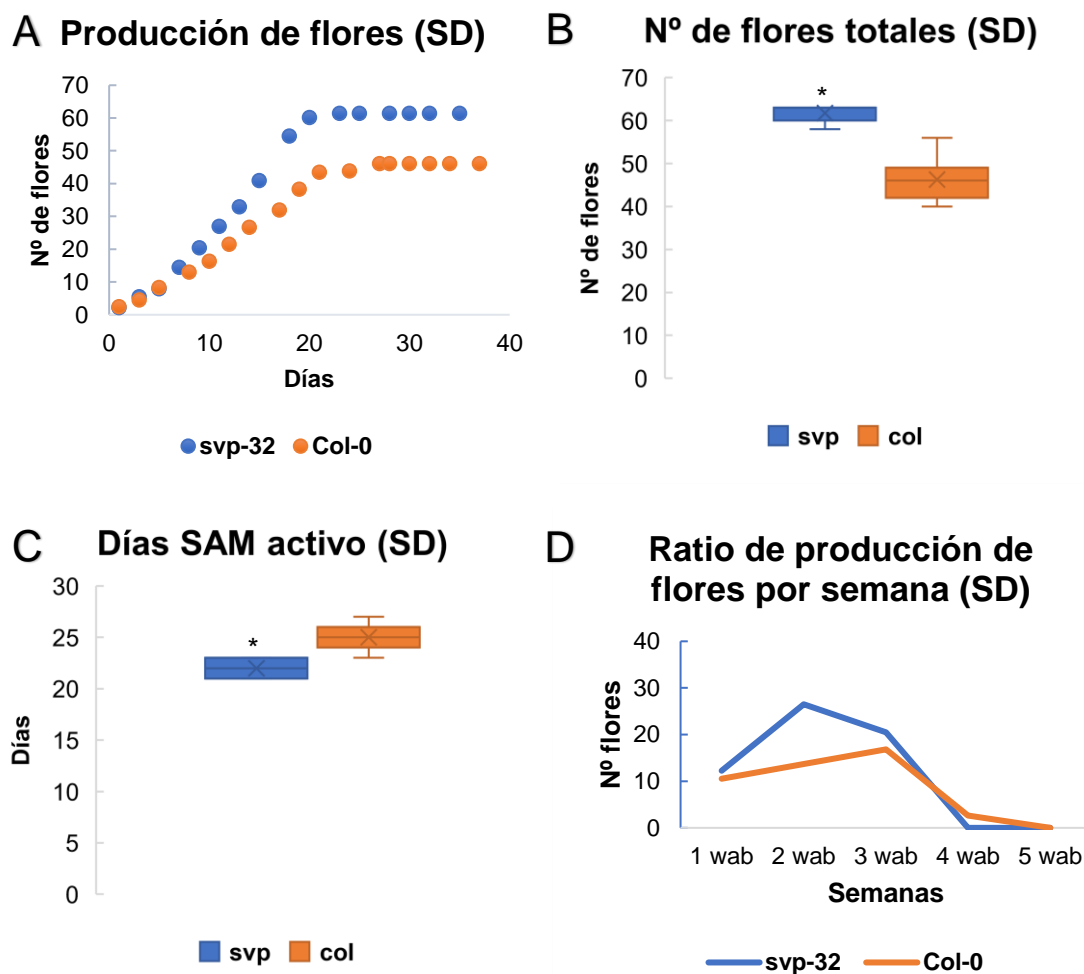 A Producción de flores (SD)
70
60
50
40
30
20
10
0
Nº de flores
0 10 20 30 40
Días
svp-32 Col-0
B Nº de flores totales (SD)
70
60
50
40
30
20
10
0
Nº de flores
*
svp col
C Días SAM activo (SD)
30
25
20
15
10
5
0
Días
*
svp col
D Ratio de producción de
flores por semana (SD)
40
30
20
10
0
Nº flores
1 wab 2 wab 3 wab 4 wab 5 wab
Semanas
svp-32 Col-0